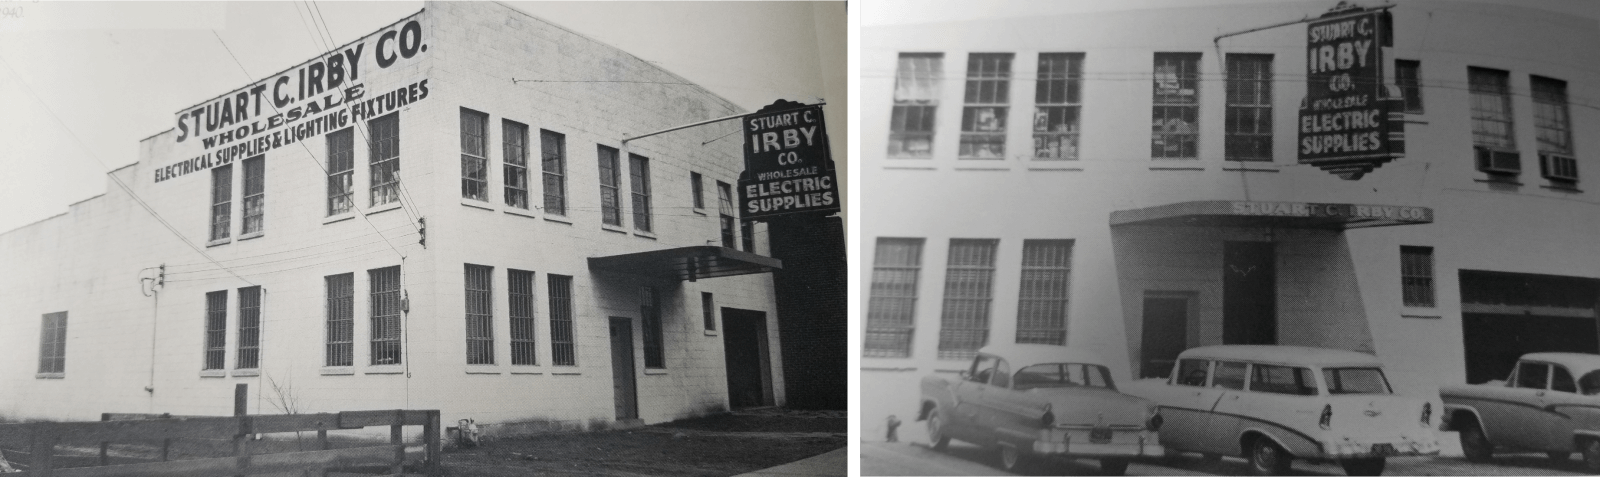 1940.
STUART C. IRBY CO.
WHOLESALE
ELECTRICAL SUPPLIES & LIGHTING FIXTURES
STUART C.
IRBY
CO.
WHOLESALE
ELECTRIC
SUPPLIES
STUART C.
IRBY
CO.
WHOLESALE
ELECTRIC
SUPPLIES
STUART C. IRBY CO.